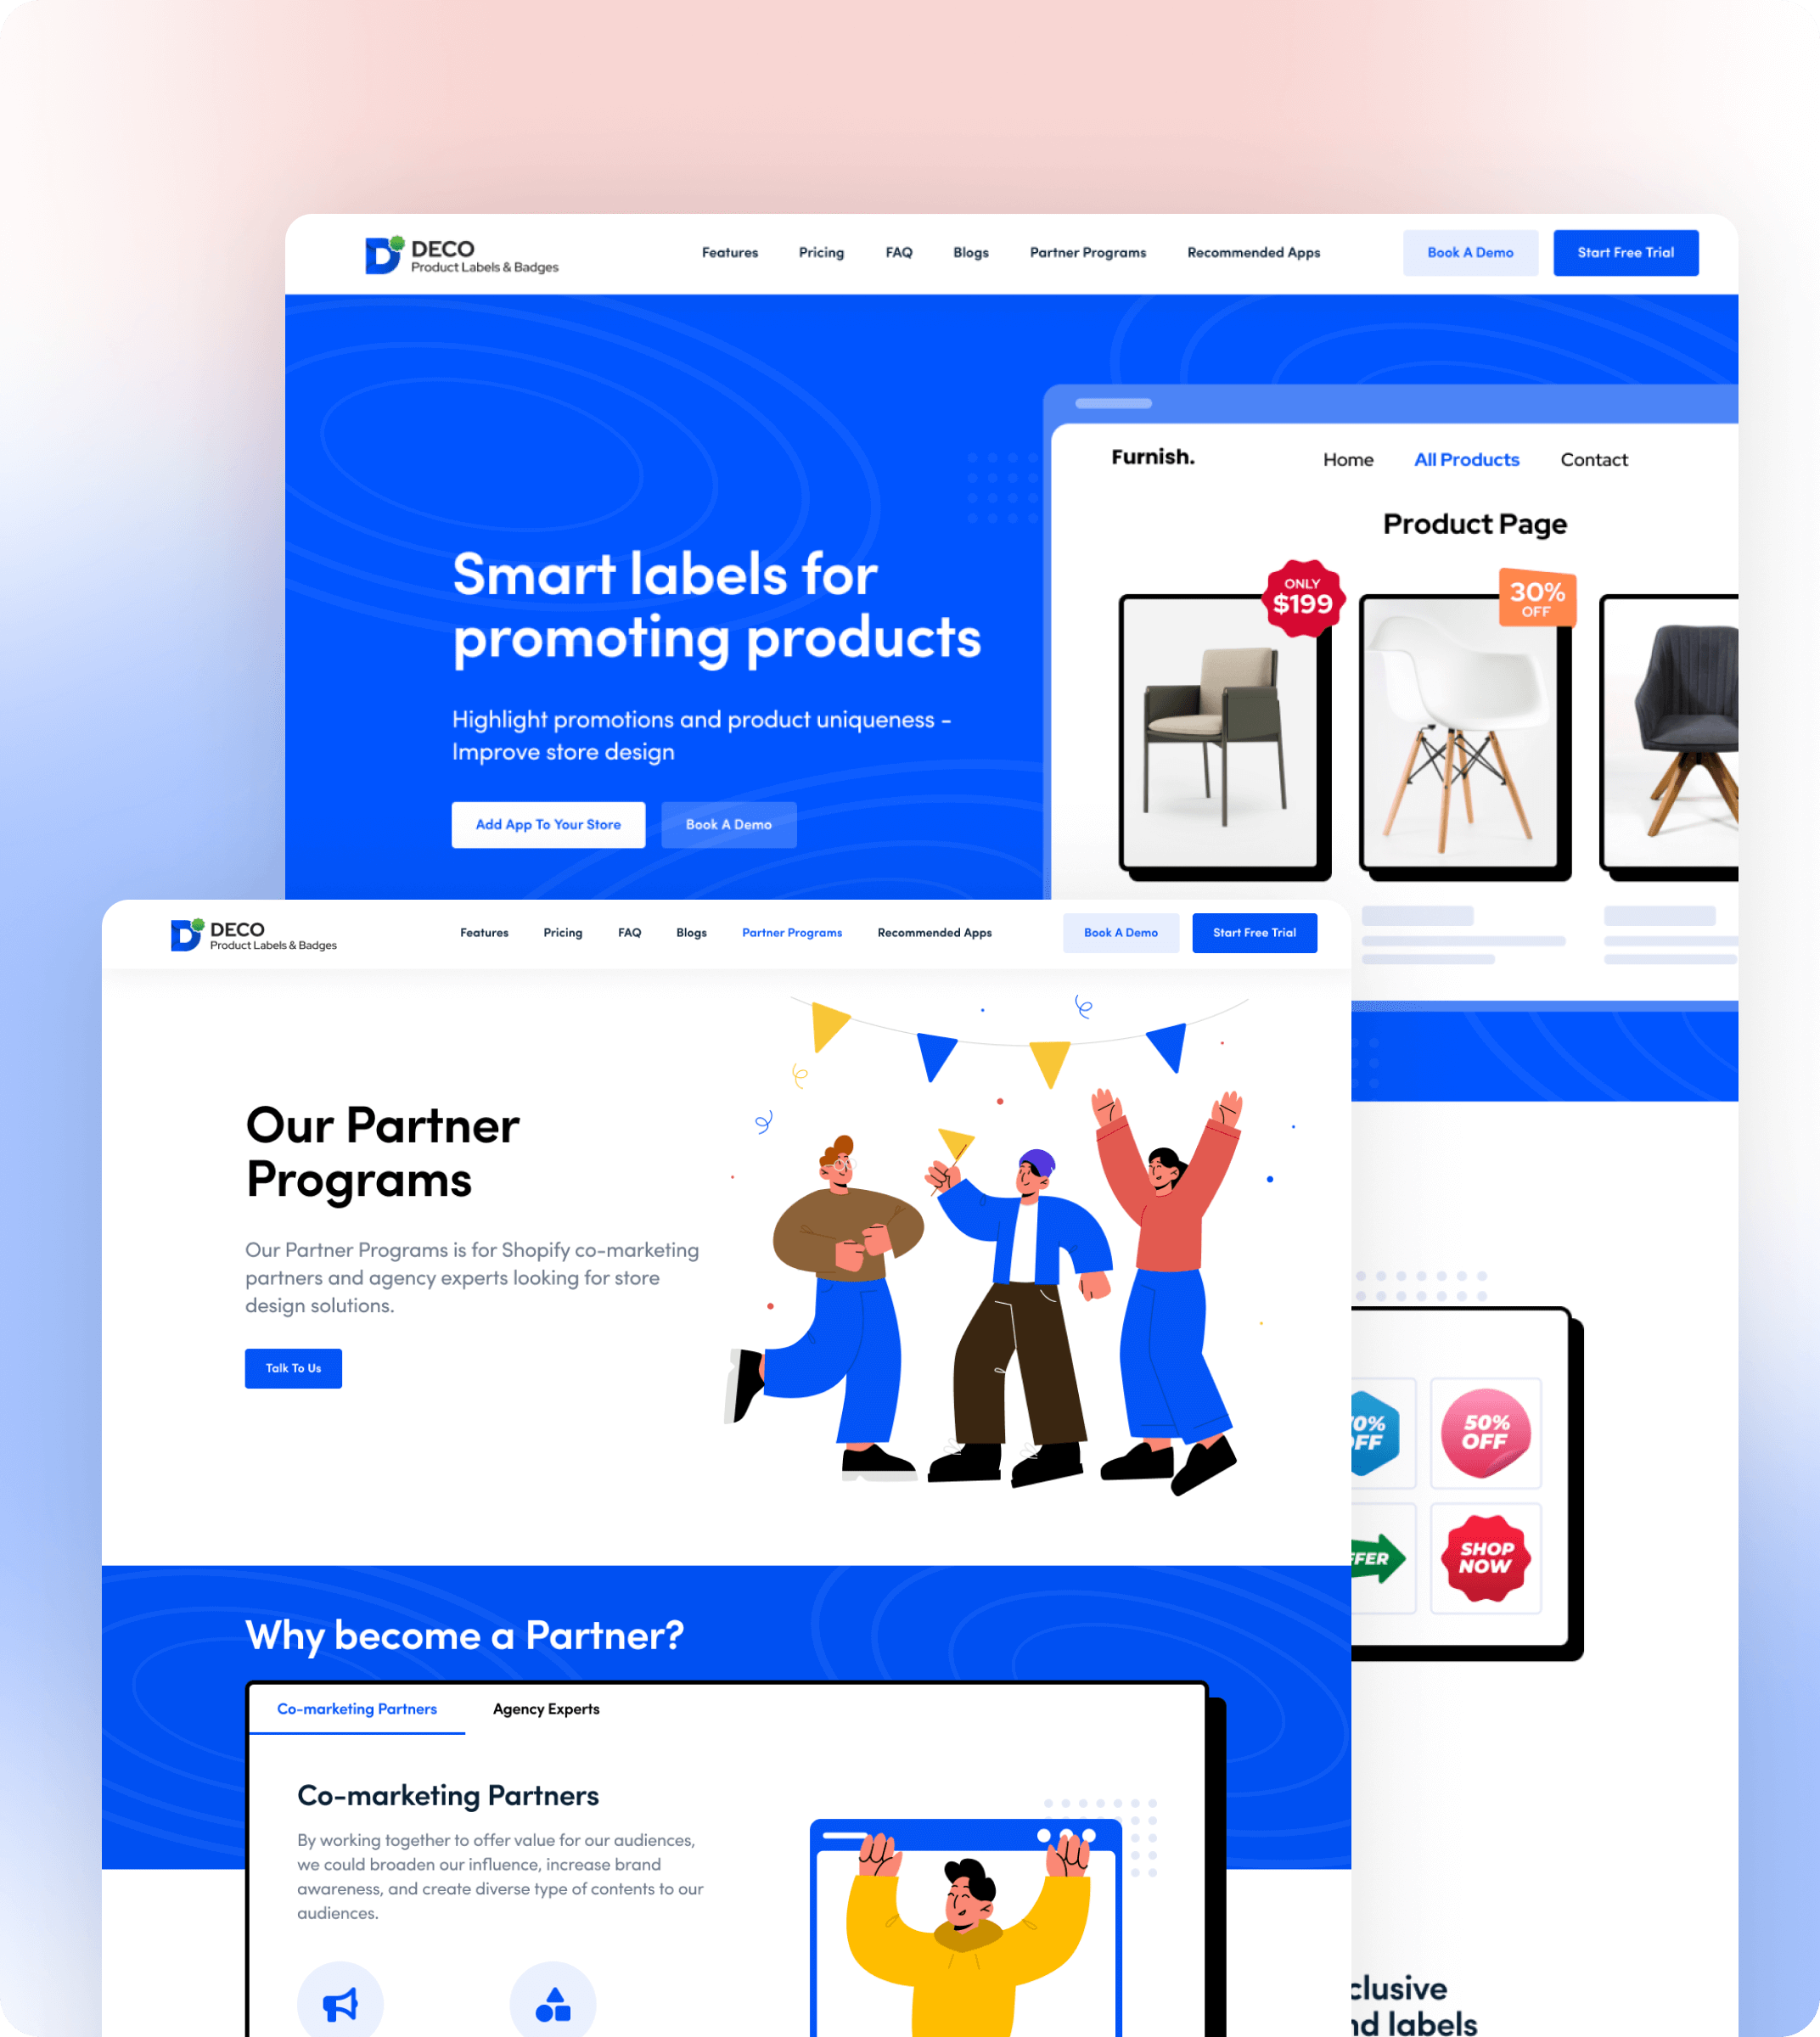 DECO
Product Labels & Badges
Features
Pricing
FAQ
Blogs
Partner Programs
Recommended Apps
Book A Demo
Start Free Trial
Smart labels for
promoting products
Highlight promotions and product uniqueness -
Improve store design
Add App To Your Store
Book A Demo
Furnish.
Home
All Products
Contact
Product Page
ONLY
$199
30%
OFF
DECO
Product Labels & Badges
Features
Pricing
FAQ
Blogs
Partner Programs
Recommended Apps
Book A Demo
Start Free Trial
Our Partner
Programs
Our Partner Programs is for Shopify co-marketing
partners and agency experts looking for store
design solutions.
Talk To Us
50%
OFF
SHOP
NOW
Why become a Partner?
Co-marketing Partners
Agency Experts
Co-marketing Partners
By working together to offer value for our audiences,
we could broaden our influence, increase brand
awareness, and create diverse type of contents to our
audiences.
labels